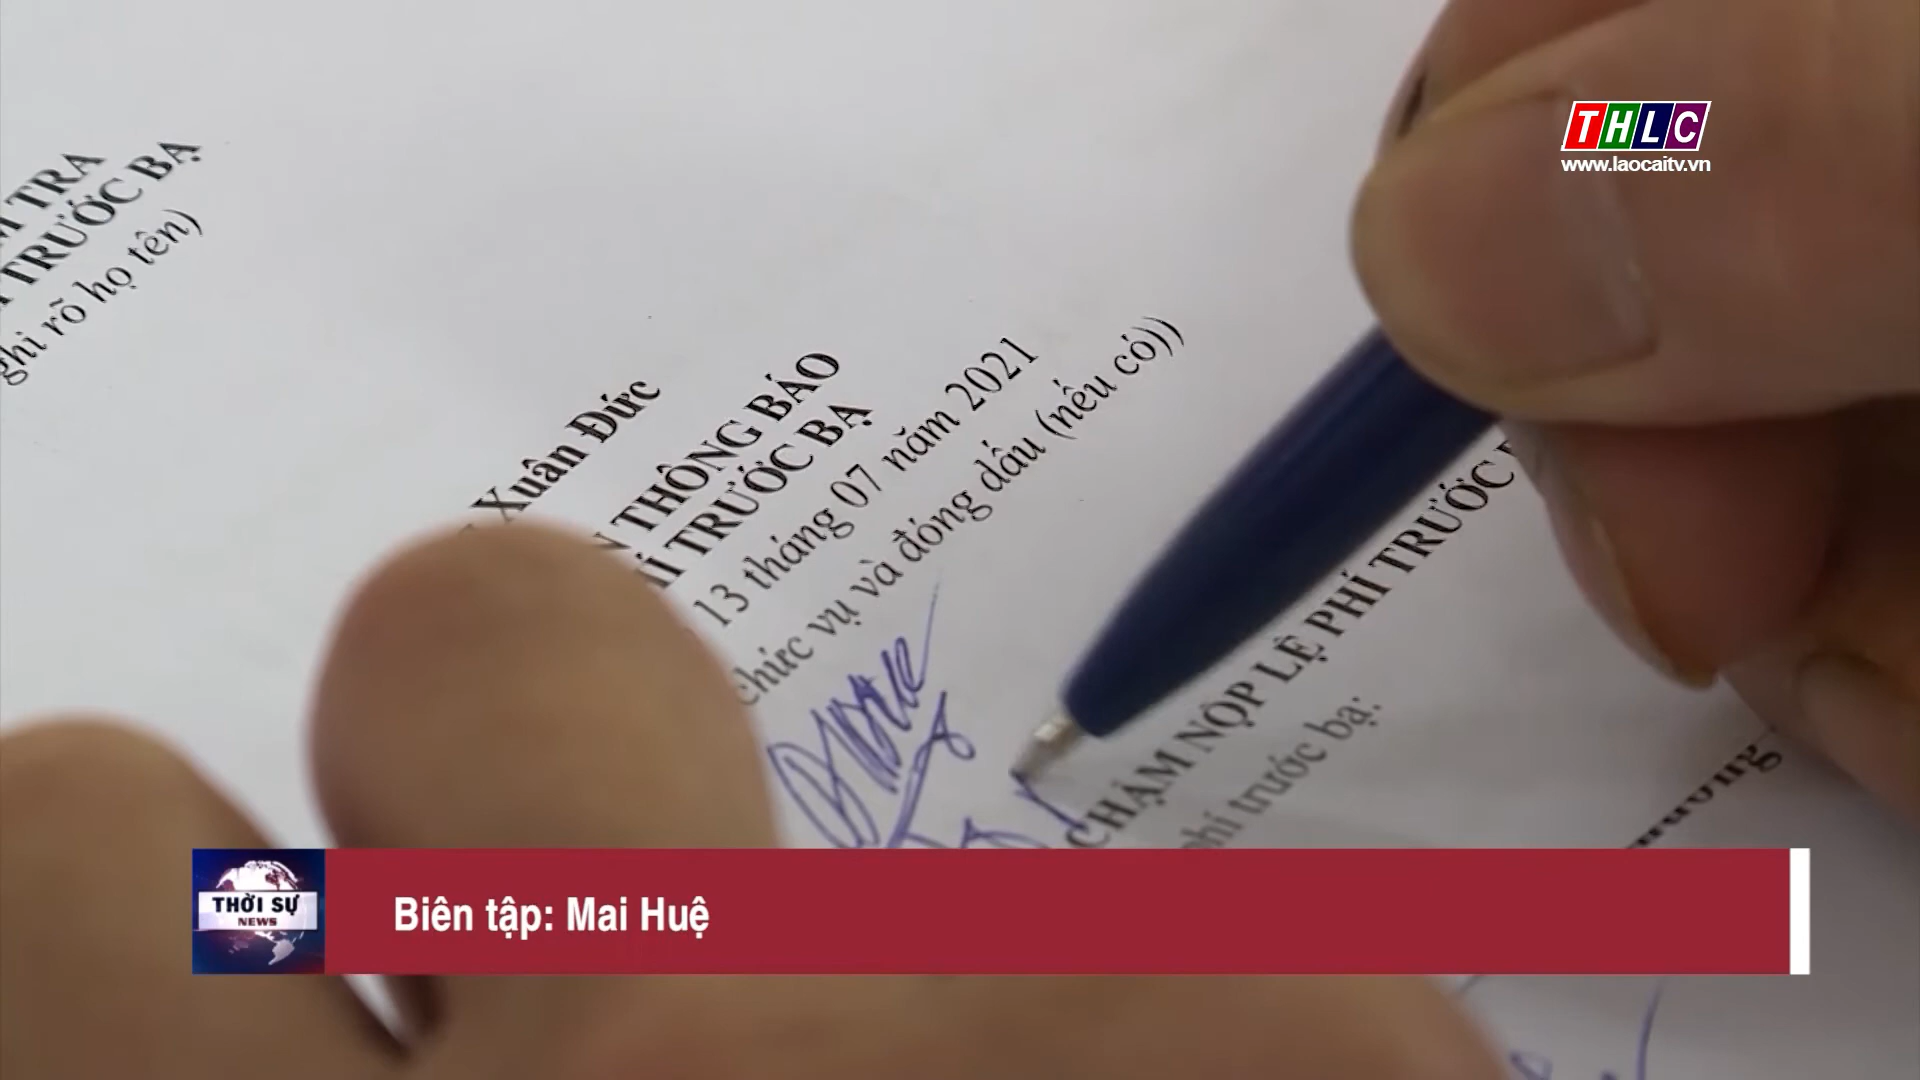 THLC
www.laocaitv.vn
TRA
TRƯỚC BẠ
ghi rõ họ tên)
Xuân Đức
THÔNG BÁO
TRƯỚC BẠ
13 tháng 07 năm 2021
chức vụ và đóng dấu (nếu có))
CHẬM NỘP LỆ PHÍ TRƯỚC
phí trước bạ:
THỜI SỰ
NEWS
Biên tập: Mai Huệ